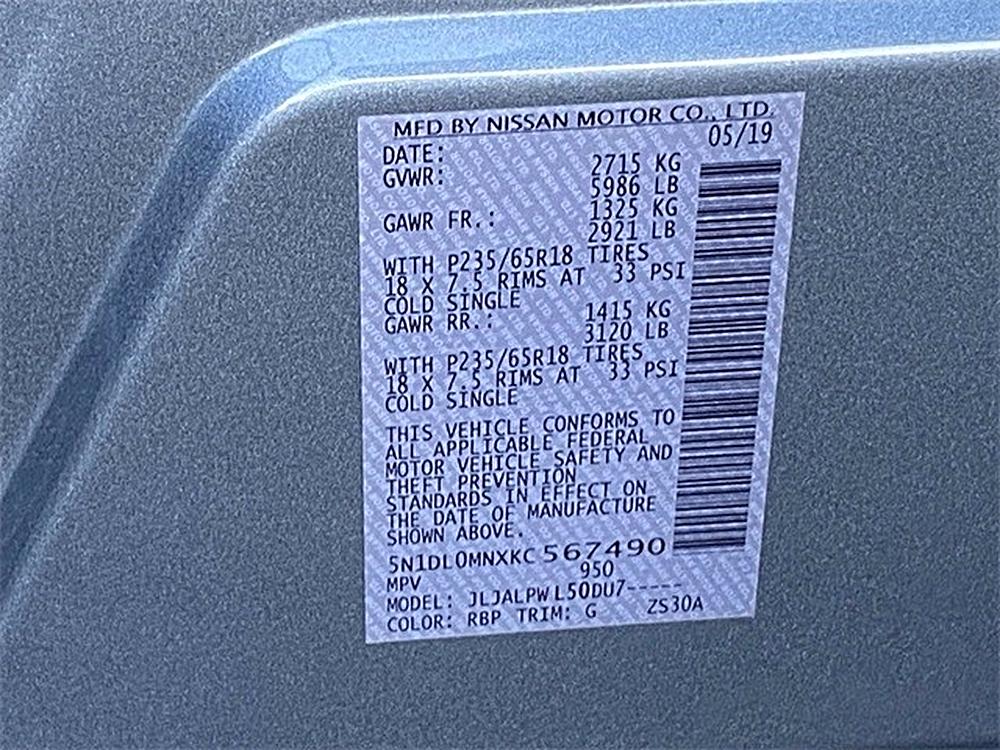 MFD BY NISSAN MOTOR CO., LTD.
DATE: 05/19
GVWR: 2715 KG
5986 LB
GAWR FR.: 1325 KG
2921 LB
WITH P235/65R18 TIRES
18 X 7.5 RIMS AT 33 PSI
COLD SINGLE
GAWR RR.: 1415 KG
3120 LB
WITH P235/65R18 TIRES
18 X 7.5 RIMS AT 33 PSI
COLD SINGLE
THIS VEHICLE CONFORMS TO
ALL APPLICABLE FEDERAL
MOTOR VEHICLE SAFETY AND
THEFT PREVENTION
STANDARDS IN EFFECT ON
THE DATE OF MANUFACTURE
SHOWN ABOVE.
5N1DL0MNXKC567490
MPV 950
MODEL: JLJALPWL50DU7-----
COLOR: RBP TRIM: G ZS30A